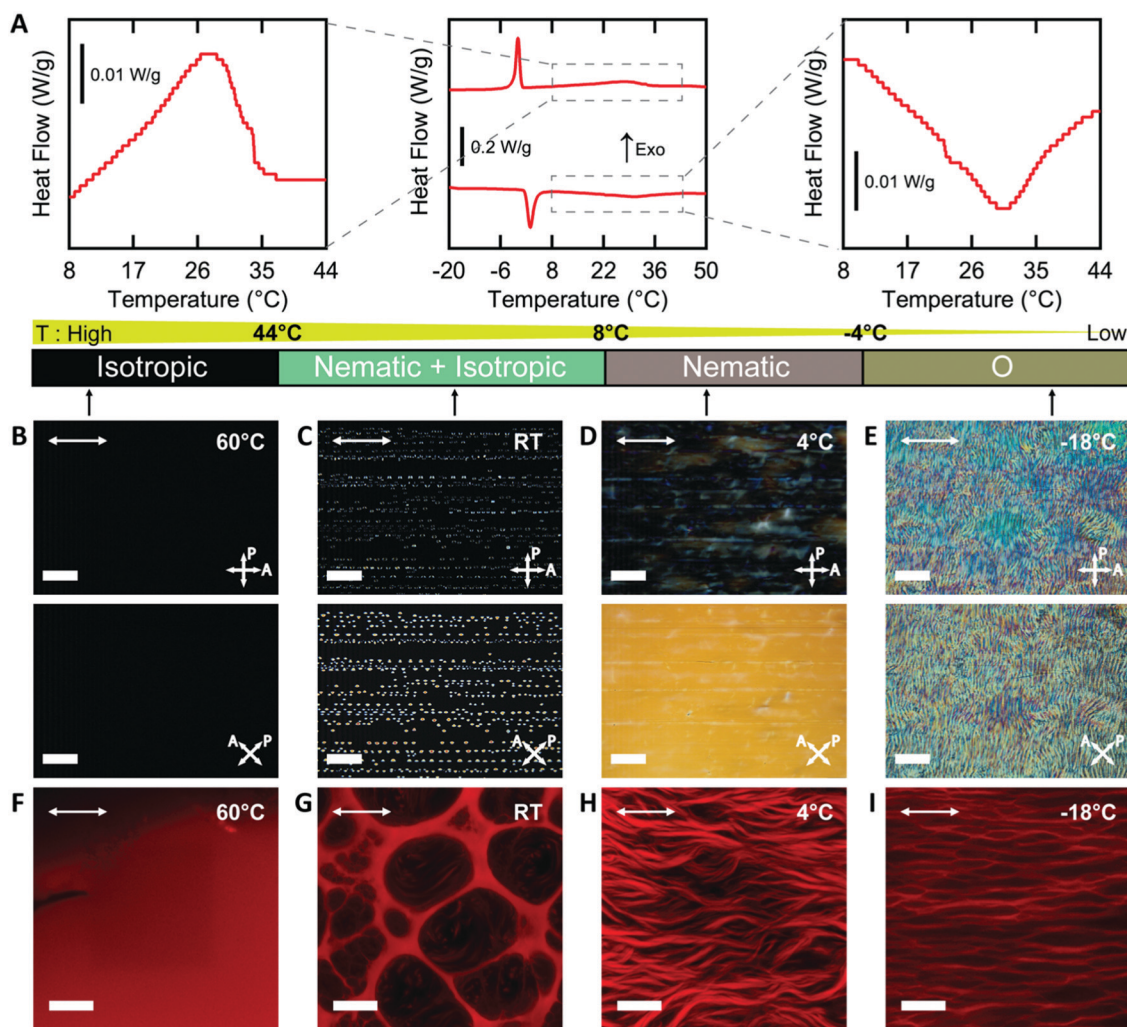 A
Heat Flow (W/g)
0.01 W/g
8 17 26 35 44
Temperature (°C)
Heat Flow (W/g)
0.2 W/g
Exo
-20 -6 8 22 36 50
Temperature (°C)
Heat Flow (W/g)
0.01 W/g
8 17 26 35 44
Temperature (°C)
T : High 44°C 8°C -4°C Low
Isotropic Nematic + Isotropic Nematic O
B 60°C C RT D 4°C E -18°C
P P P P
A A A A
A P A P A P A P
F 60°C G RT H 4°C I -18°C